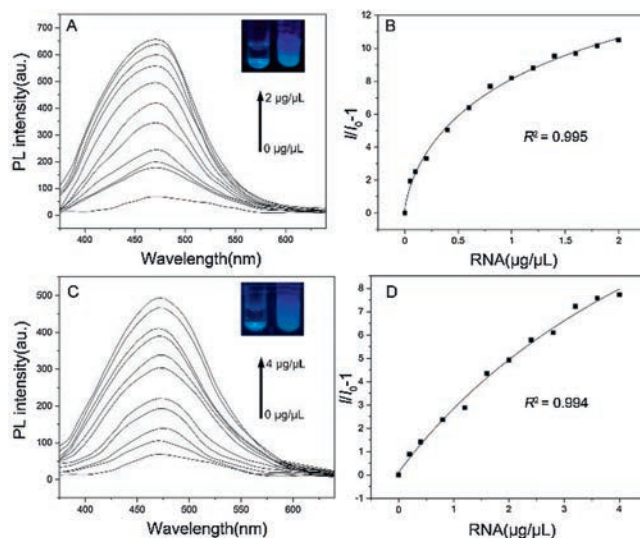 A
700
600
500
400
300
200
100
0
PL intensity(au.)
2 µg/µL
0 µg/µL
400 450 500 550 600
Wavelength(nm)
B
12
10
8
6
4
2
0
I/I0-1
R² = 0.995
0 0.5 1 1.5 2
RNA(µg/µL)
C
500
400
300
200
100
0
PL intensity(au.)
4 µg/µL
0 µg/µL
400 450 500 550 600
Wavelength(nm)
D
8
7
6
5
4
3
2
1
0
-1
I/I0-1
R² = 0.994
0 1 2 3 4
RNA(µg/µL)